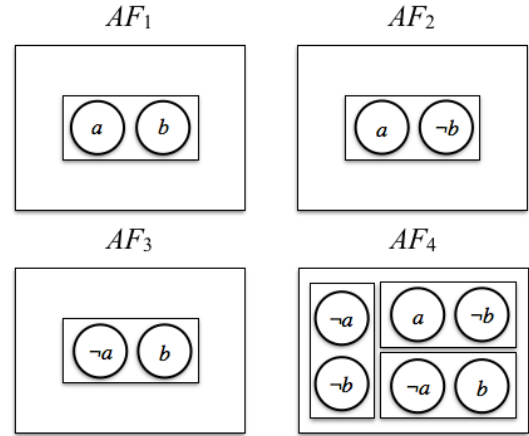 AF₁ AF₂
a b a ¬b
AF₃ AF₄
¬a b ¬a a ¬b
¬b ¬a b